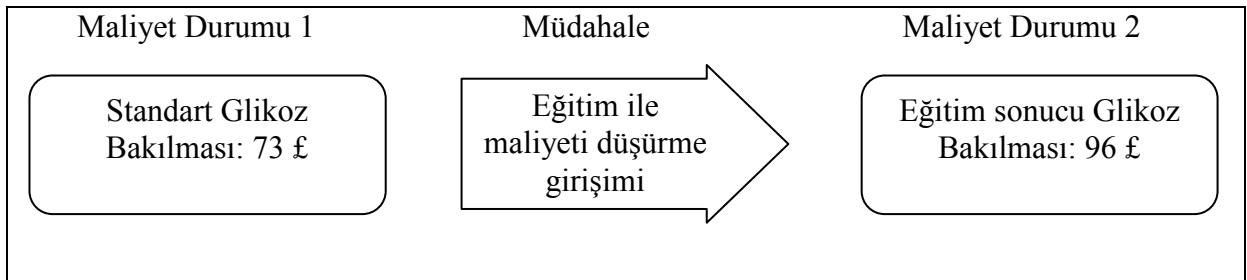 Maliyet Durumu 1
Müdahale
Maliyet Durumu 2
Standart Glikoz
Bakılması: 73 £
Eğitim ile
maliyeti düşürme
girişimi
Eğitim sonucu Glikoz
Bakılması: 96 £